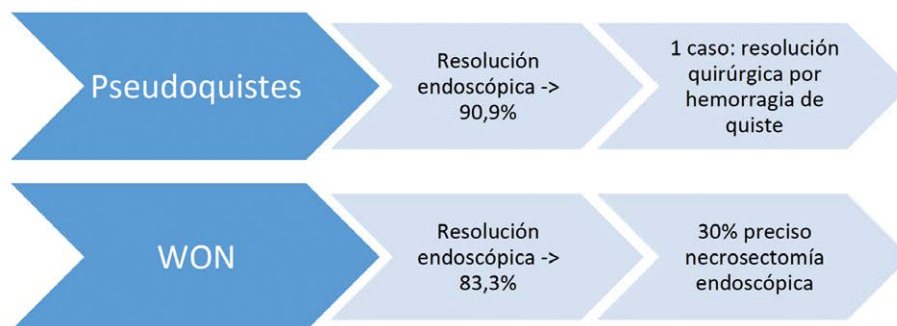 Pseudoquistes
Resolución
endoscópica ->
90,9%
1 caso: resolución
quirúrgica por
hemorragia de
quiste
WON
Resolución
endoscópica ->
83,3%
30% preciso
necrosectomía
endoscópica